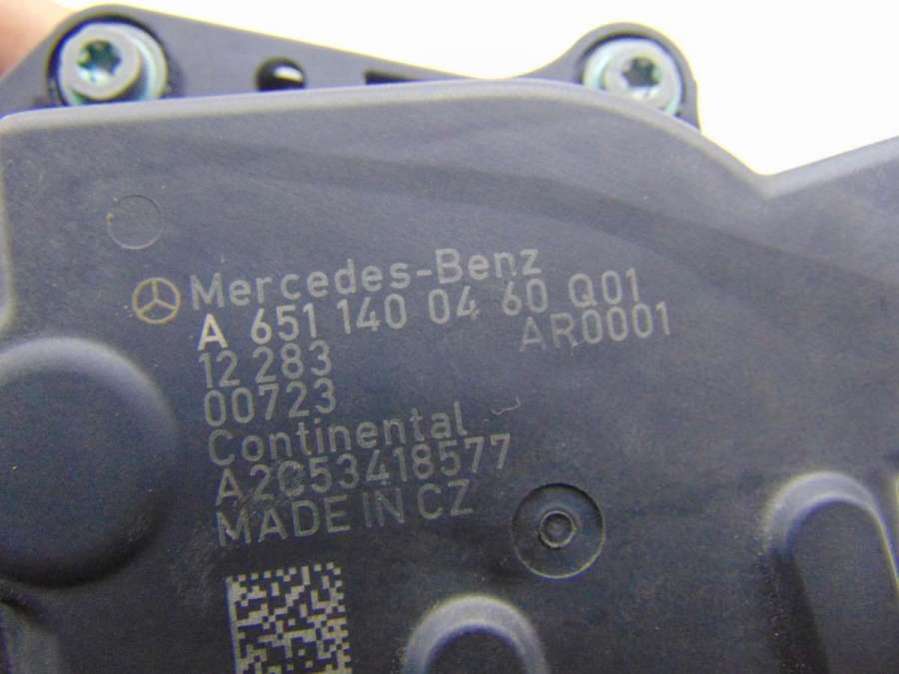 Mercedes-Benz
A 651 140 04 60 Q01
AR0001
12 283
00723
Continental
A2C53418577
MADE IN CZ